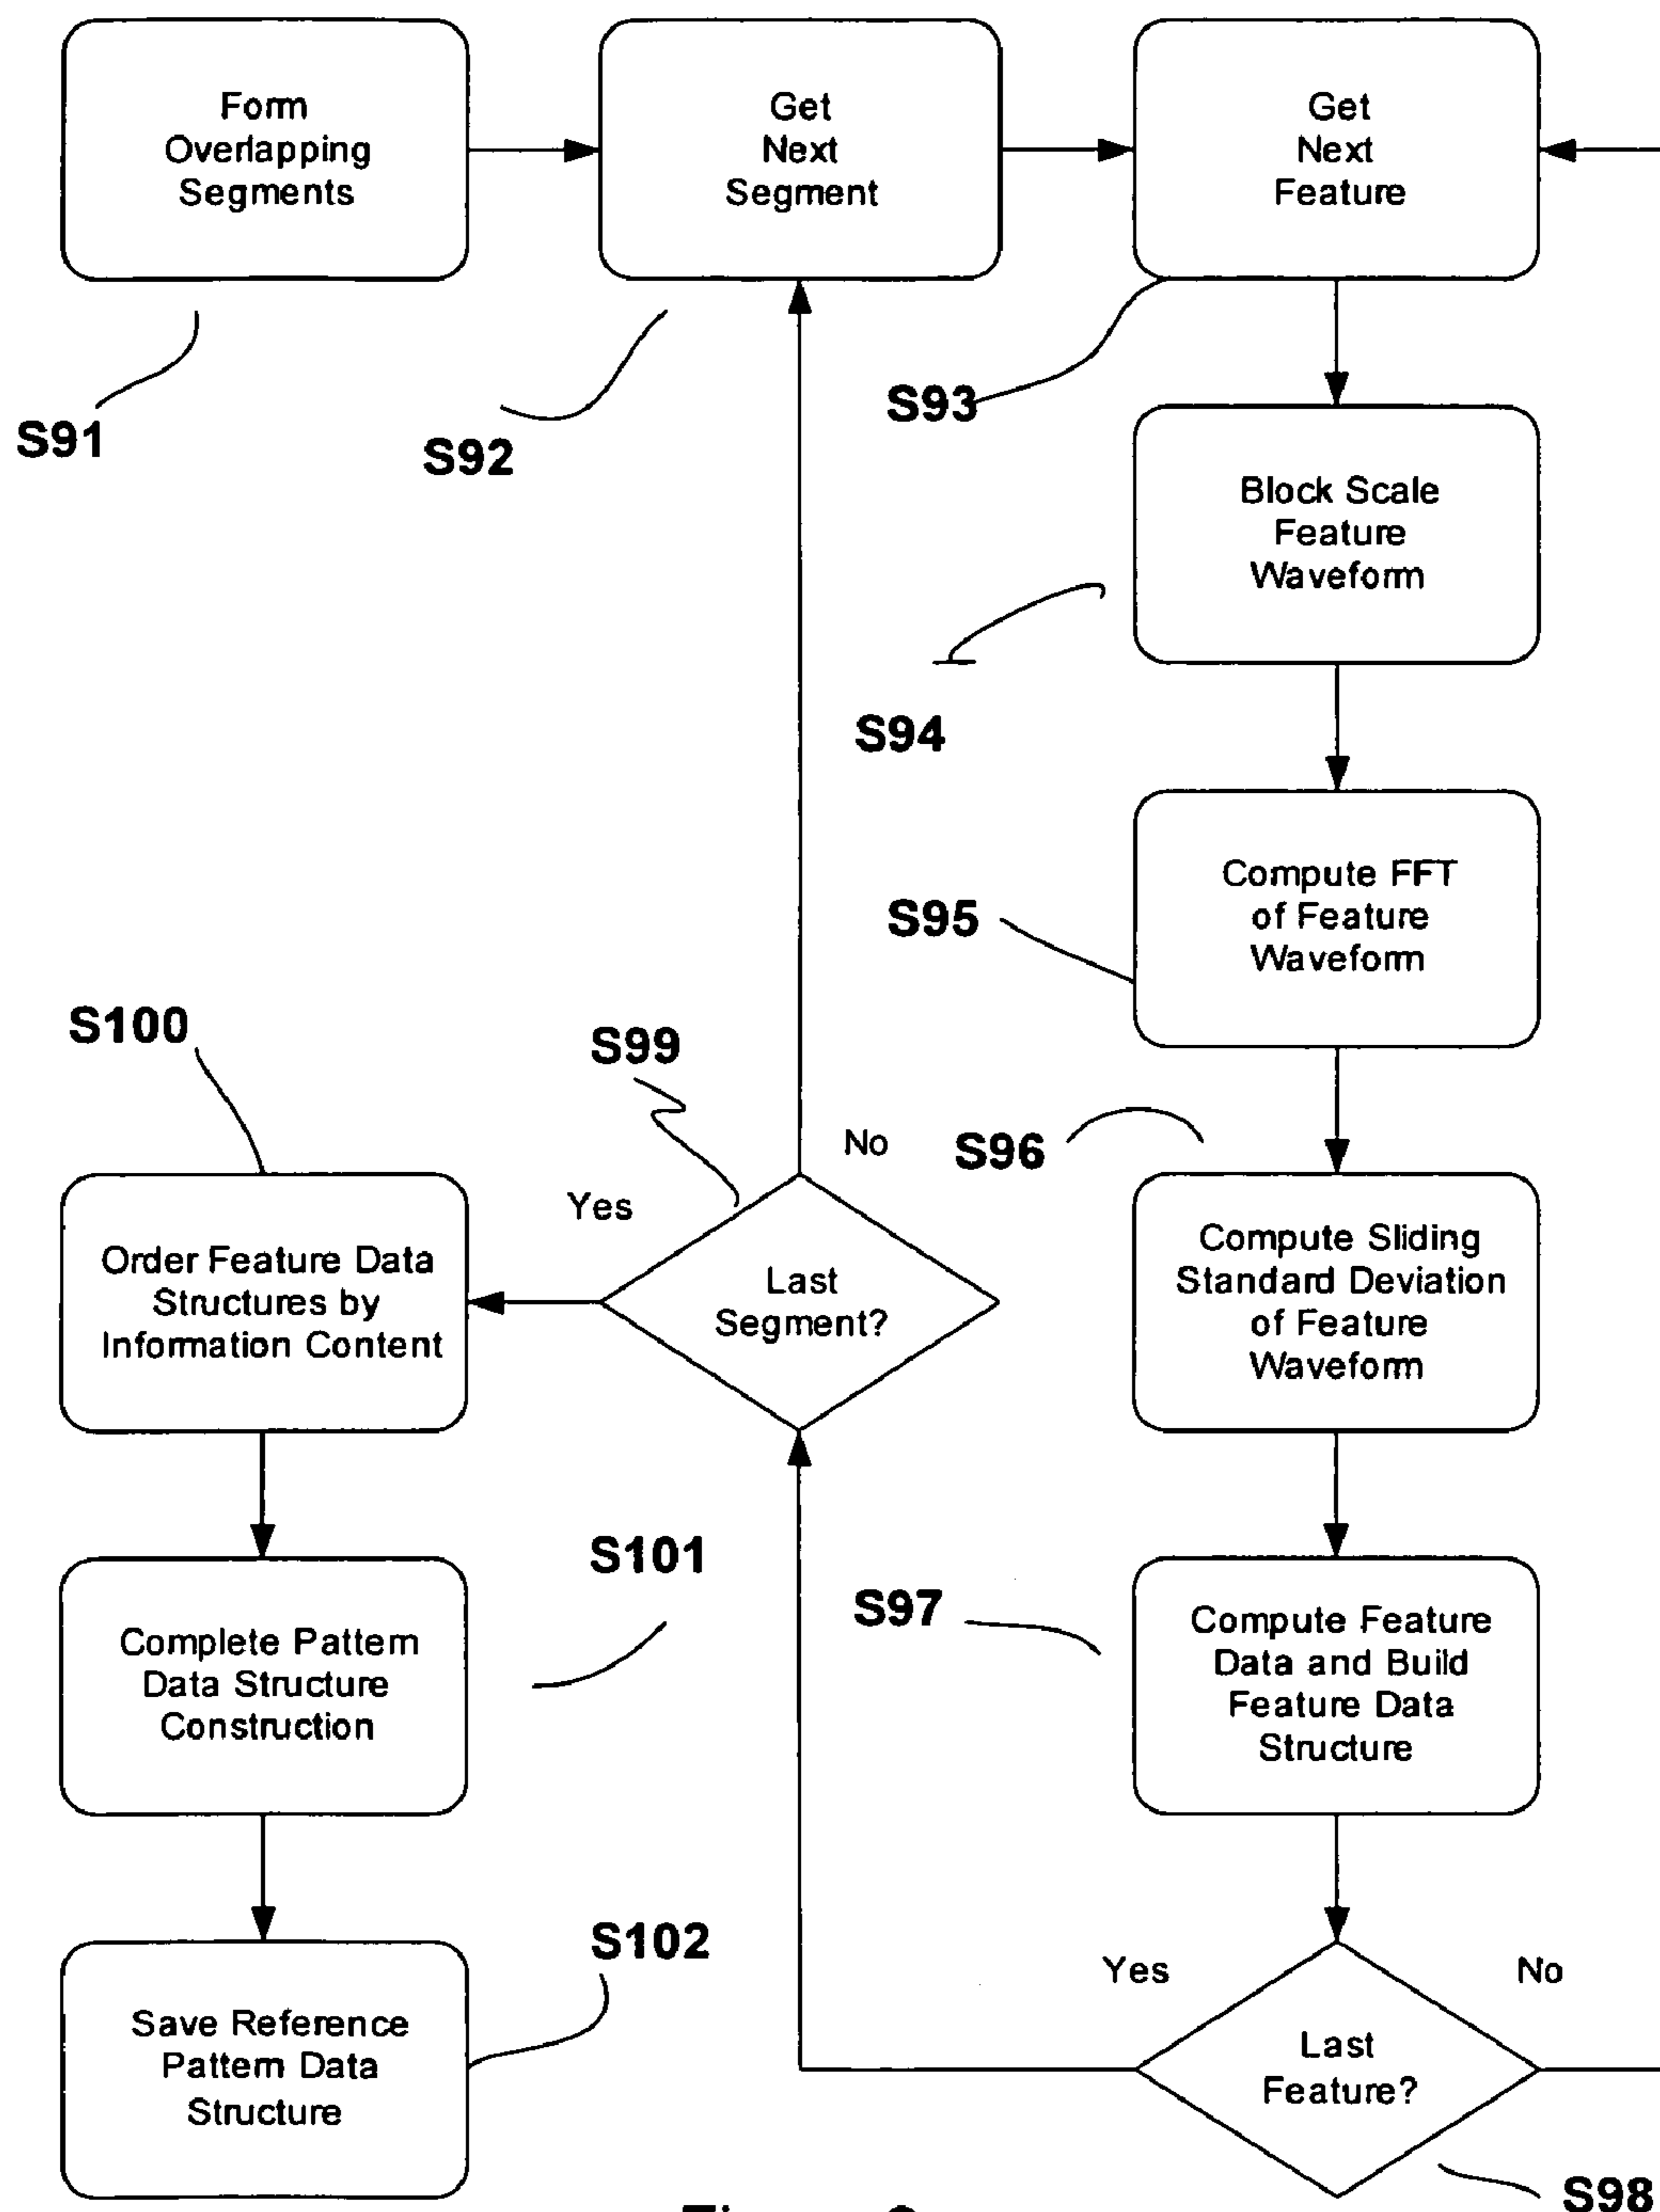 Form
Overlapping
Segments
Get
Next
Segment
Get
Next
Feature
S91
S92
S93
Block Scale
Feature
Waveform
S94
Compute FFT
of Feature
Waveform
S95
S100
S99
No
S96
Yes
Order Feature Data
Structures by
Information Content
Last
Segment?
Compute Sliding
Standard Deviation
of Feature
Waveform
S101
S97
Complete Pattern
Data Structure
Construction
Compute Feature
Data and Build
Feature Data
Structure
S102
Yes
No
Save Reference
Pattern Data
Structure
Last
Feature?
S98